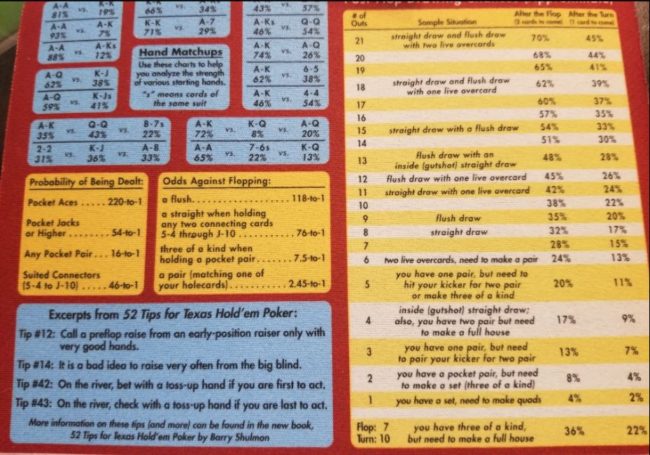 A-A vs. K-K
81% 19%
A-A vs. A-K
93% 7%
A-A vs. A-Ks
88% 12%
66% 34%
K-K vs. A-7
71% 29%
43% 57%
A-Ks vs. Q-Q
46% 54%
A-K vs. A-Q
74% 26%
A-Q vs. K-J
62% 38%
A-Q vs. K-Js
59% 41%
Hand Matchups
Use these charts to help
you analyze the strength
of various starting hands.
"s" means cards of
the same suit
A-K vs. 6-5
62% 38%
A-K vs. 4-4
46% 54%
A-K vs. Q-Q vs. 8-7s
35% 43% 22%
2-2 vs. K-J vs. A-8
31% 36% 33%
A-K vs. K-Q vs. A-Q
72% 8% 20%
A-A vs. 7-6s vs. K-Q
65% 22% 13%
Probability of Being Dealt:
Pocket Aces ..... 220-to-1
Pocket Jacks
or Higher ........ 54-to-1
Any Pocket Pair ... 16-to-1
Suited Connectors
(5-4 to J-10) ..... 46-to-1
Odds Against Flopping:
a flush ................ 118-to-1
a straight when holding
any two connecting cards
5-4 through J-10 .......... 76-to-1
three of a kind when
holding a pocket pair ..... 7.5-to-1
a pair (matching one of
your holecards) .......... 2.45-to-1
Excerpts from 52 Tips for Texas Hold'em Poker:
Tip #12: Call a preflop raise from an early-position raiser only with
very good hands.
Tip #14: It is a bad idea to raise very often from the big blind.
Tip #42: On the river, bet with a toss-up hand if you are first to act.
Tip #43: On the river, check with a toss-up hand if you are last to act.
More information on these tips (and more) can be found in the new book,
52 Tips for Texas Hold'em Poker by Barry Shulman
# of Outs Sample Situation After the Flop (2 cards to come) After the Turn (1 card to come)
21 straight draw and flush draw with two live overcards 70% 45%
20 68% 44%
19 65% 41%
18 straight draw and flush draw with one live overcard 62% 39%
17 60% 37%
16 57% 35%
15 straight draw with a flush draw 54% 33%
14 51% 30%
13 flush draw with an inside (gutshot) straight draw 48% 28%
12 flush draw with one live overcard 45% 26%
11 straight draw with one live overcard 42% 24%
10 38% 22%
9 flush draw 35% 20%
8 straight draw 32% 17%
7 28% 15%
6 two live overcards, need to make a pair 24% 13%
5 you have one pair, but need to hit your kicker for two pair or make three of a kind 20% 11%
4 inside (gutshot) straight draw; also, you have two pair but need to make a full house 17% 9%
3 you have one pair, but need to pair your kicker for two pair 13% 7%
2 you have a pocket pair, but need to make a set (three of a kind) 8% 4%
1 you have a set, need to make quads 4% 2%
Flop: 7 Turn: 10 you have three of a kind, but need to make a full house 36% 22%